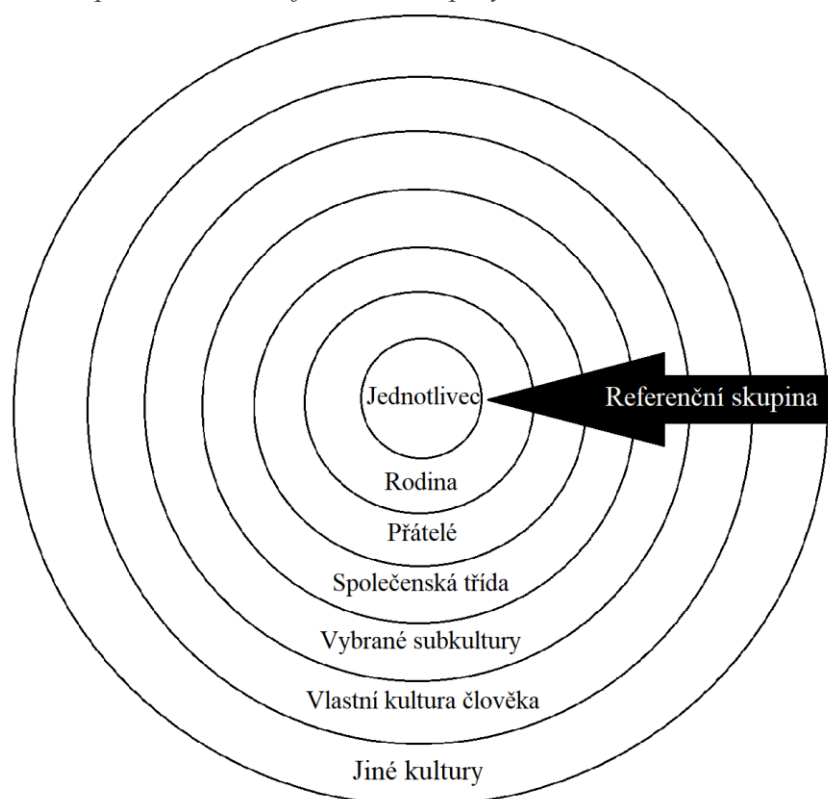 Jednotlivec
Referenční skupina
Rodina
Přátelé
Společenská třída
Vybrané subkultury
Vlastní kultura člověka
Jiné kultury